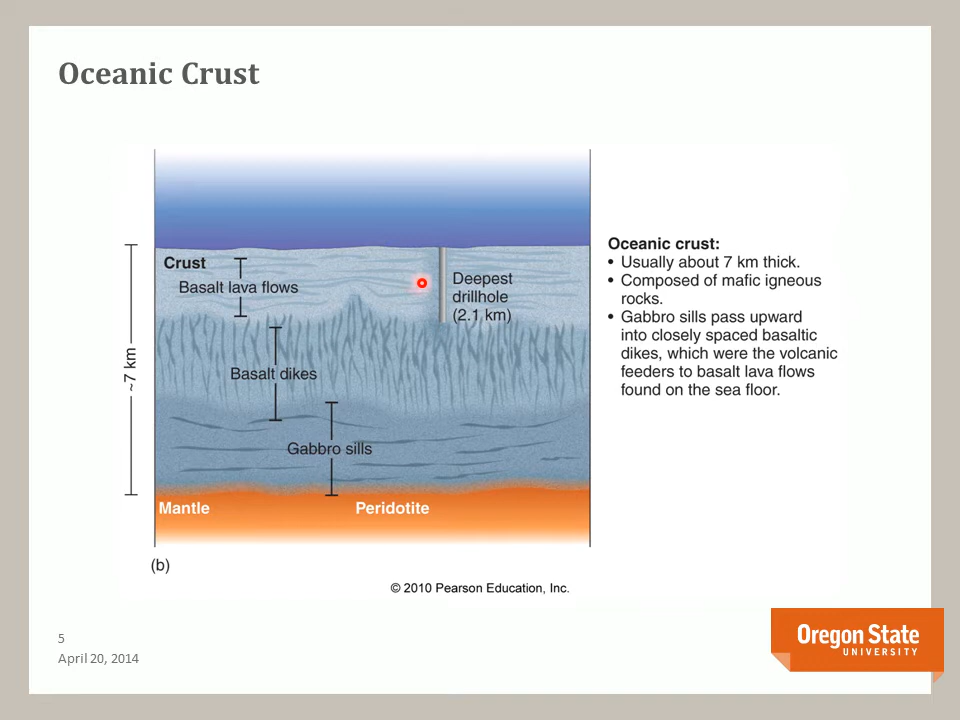 Oceanic Crust
Crust
Basalt lava flows
Deepest
drillhole
(2.1 km)
~7 km
Basalt dikes
Gabbro sills
Mantle
Peridotite
(b)
Oceanic crust:
• Usually about 7 km thick.
• Composed of mafic igneous
rocks.
• Gabbro sills pass upward
into closely spaced basaltic
dikes, which were the volcanic
feeders to basalt lava flows
found on the sea floor.
© 2010 Pearson Education, Inc.
5
April 20, 2014
Oregon State
UNIVERSITY